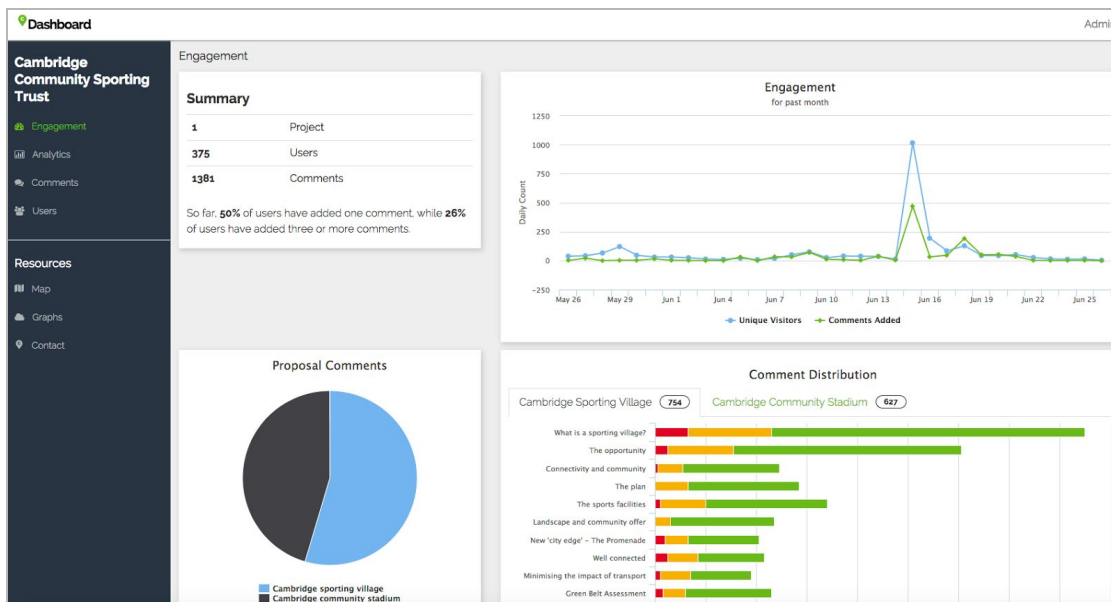 Dashboard
Admi
Cambridge
Community Sporting
Trust
Engagement
Analytics
Comments
Users
Resources
Map
Graphs
Contact
Engagement
Summary
1 Project
375 Users
1381 Comments
So far, 50% of users have added one comment, while 26%
of users have added three or more comments.
Engagement
for past month
Daily Count
1250
1000
750
500
250
0
-250
May 26 May 29 Jun 1 Jun 4 Jun 7 Jun 10 Jun 13 Jun 16 Jun 19 Jun 22 Jun 25
Unique Visitors Comments Added
Proposal Comments
Cambridge sporting village
Cambridge community stadium
Comment Distribution
Cambridge Sporting Village 754 Cambridge Community Stadium 627
What is a sporting village?
The opportunity
Connectivity and community
The plan
The sports facilities
Landscape and community offer
New 'city edge' – The Promenade
Well connected
Minimising the impact of transport
Green Belt Assessment